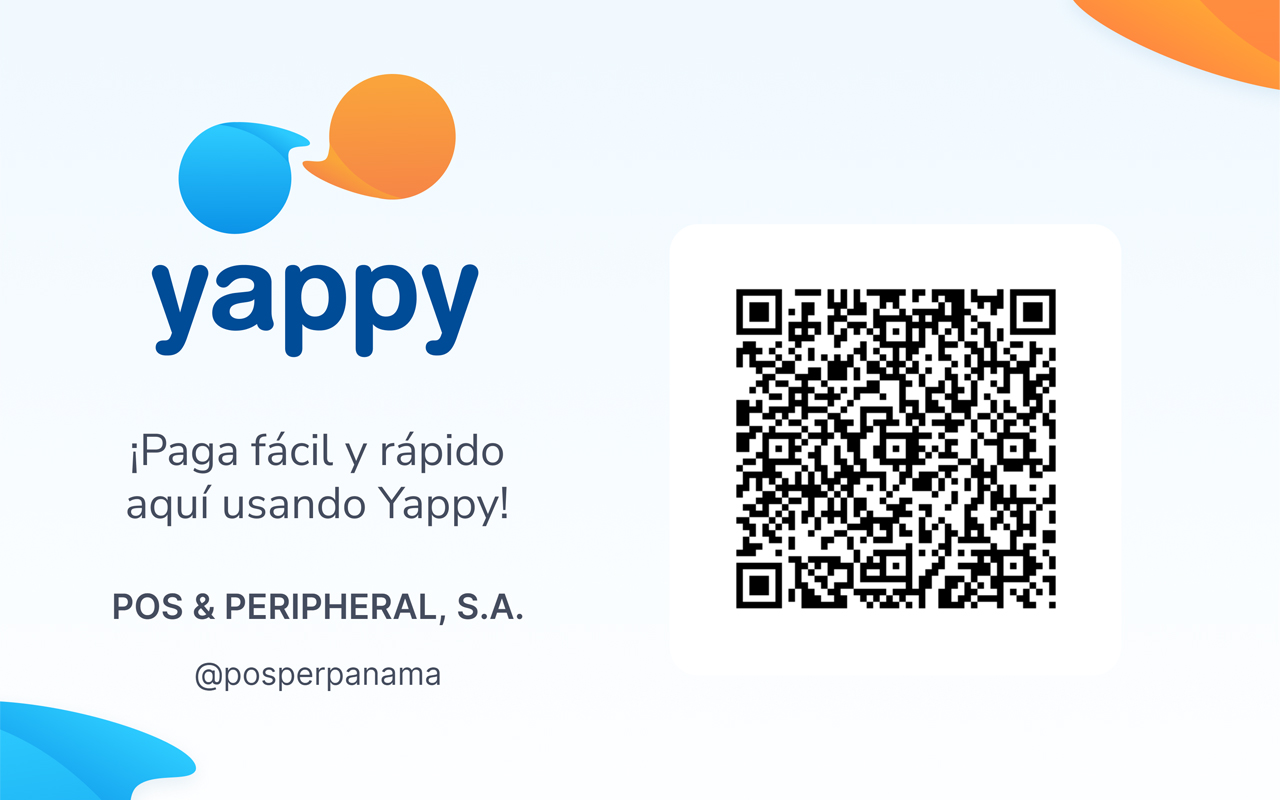 yappy
¡Paga fácil y rápido
aquí usando Yappy!
POS & PERIPHERAL, S.A.
@posperpanama